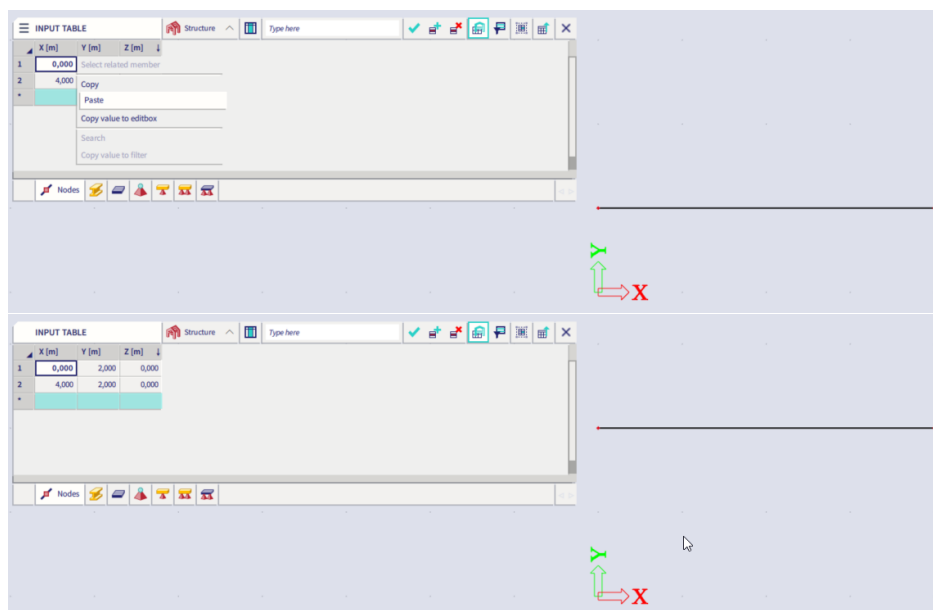 INPUT TABLE Structure Type here
X [m] Y [m] Z [m]
1 0,000 Select related member
2 4,000 Copy
* Paste
Copy value to editbox
Search
Copy value to filter
Nodes
Y
X
INPUT TABLE Structure Type here
X [m] Y [m] Z [m]
1 0,000 2,000 0,000
2 4,000 2,000 0,000
*
Nodes
Y
X